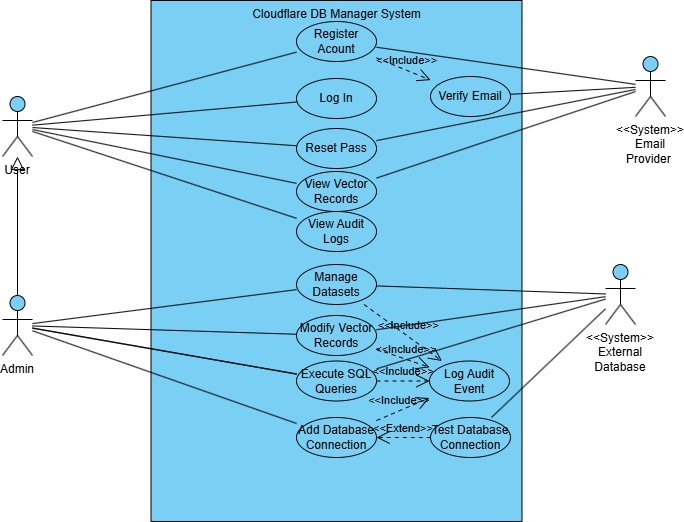 Cloudflare DB Manager System
Register
Acount
<<Include>>
Log In
Verify Email
<<System>>
Email
Provider
Reset Pass
User
View Vector
Records
View Audit
Logs
Manage
Datasets
<<Include>>
Modify Vector
Records
<<Include>>
<<System>>
External
Database
Admin
Execute SQL
Queries
<<Include>>
Log Audit
Event
<<Include>>
Add Database
Connection
<<Extend>>
Test Database
Connection